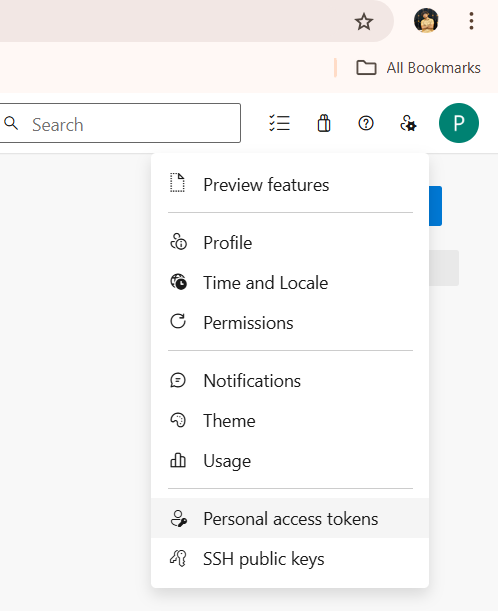 All Bookmarks
Search
P
Preview features
Profile
Time and Locale
Permissions
Notifications
Theme
Usage
Personal access tokens
SSH public keys